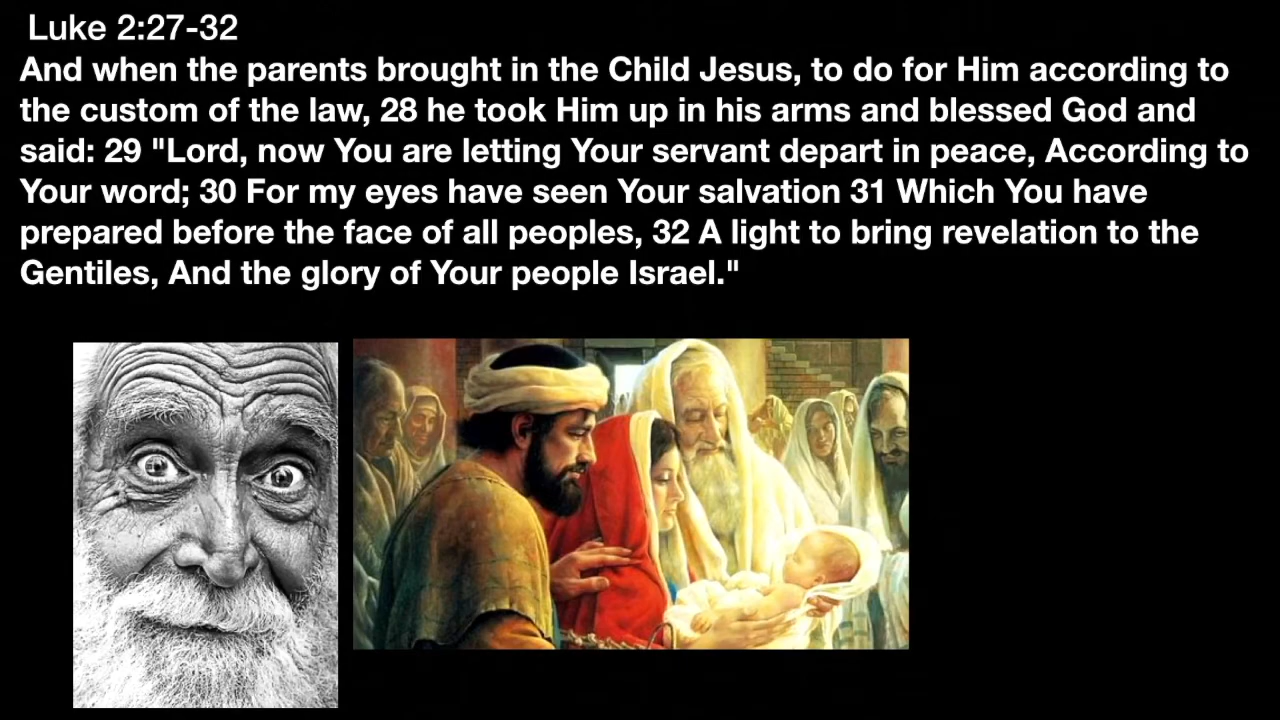 Luke 2:27-32
And when the parents brought in the Child Jesus, to do for Him according to
the custom of the law, 28 he took Him up in his arms and blessed God and
said: 29 "Lord, now You are letting Your servant depart in peace, According to
Your word; 30 For my eyes have seen Your salvation 31 Which You have
prepared before the face of all peoples, 32 A light to bring revelation to the
Gentiles, And the glory of Your people Israel."